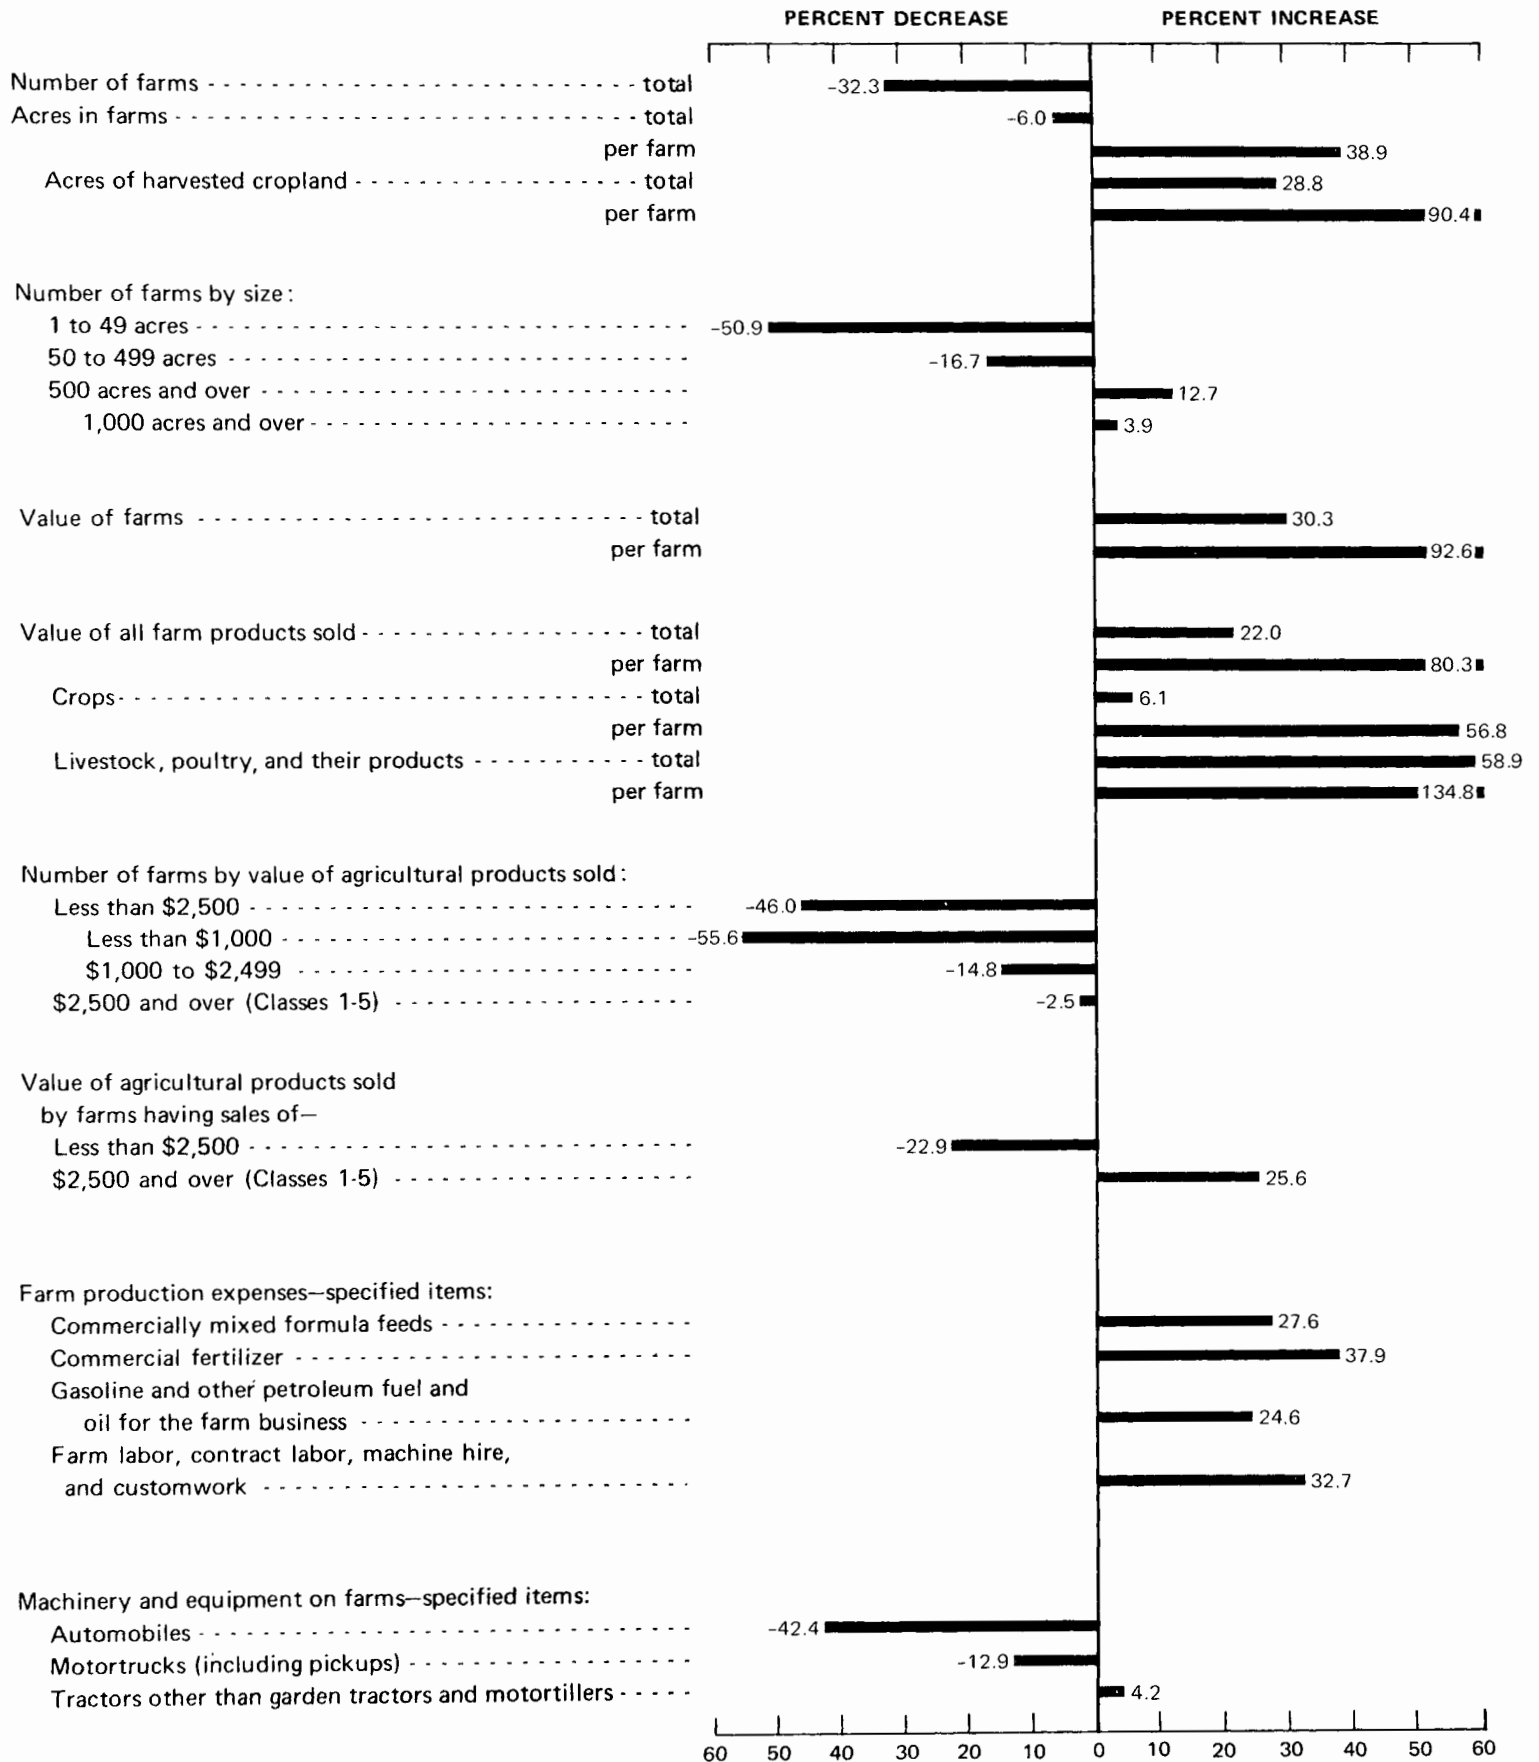 PERCENT DECREASE PERCENT INCREASE
Number of farms - - - - - - - - - - total -32.3
Acres in farms - - - - - - - - - - total -6.0
per farm 38.9
Acres of harvested cropland - - - - - - - - - - total 28.8
per farm 90.4
Number of farms by size:
1 to 49 acres - - - - - - - - - - -50.9
50 to 499 acres - - - - - - - - - - -16.7
500 acres and over - - - - - - - - - - 12.7
1,000 acres and over - - - - - - - - - - 3.9
Value of farms - - - - - - - - - - total 30.3
per farm 92.6
Value of all farm products sold - - - - - - - - - - total 22.0
per farm 80.3
Crops - - - - - - - - - - total 6.1
per farm 56.8
Livestock, poultry, and their products - - - - - - - - - - total 58.9
per farm 134.8
Number of farms by value of agricultural products sold:
Less than $2,500 - - - - - - - - - - -46.0
Less than $1,000 - - - - - - - - - - -55.6
$1,000 to $2,499 - - - - - - - - - - -14.8
$2,500 and over (Classes 1-5) - - - - - - - - - - -2.5
Value of agricultural products sold
by farms having sales of—
Less than $2,500 - - - - - - - - - - -22.9
$2,500 and over (Classes 1-5) - - - - - - - - - - 25.6
Farm production expenses—specified items:
Commercially mixed formula feeds - - - - - - - - - - 27.6
Commercial fertilizer - - - - - - - - - - 37.9
Gasoline and other petroleum fuel and
oil for the farm business - - - - - - - - - - 24.6
Farm labor, contract labor, machine hire,
and customwork - - - - - - - - - - 32.7
Machinery and equipment on farms—specified items:
Automobiles - - - - - - - - - - -42.4
Motortrucks (including pickups) - - - - - - - - - - -12.9
Tractors other than garden tractors and motortillers - - - - - 4.2
60 50 40 30 20 10 0 10 20 30 40 50 60